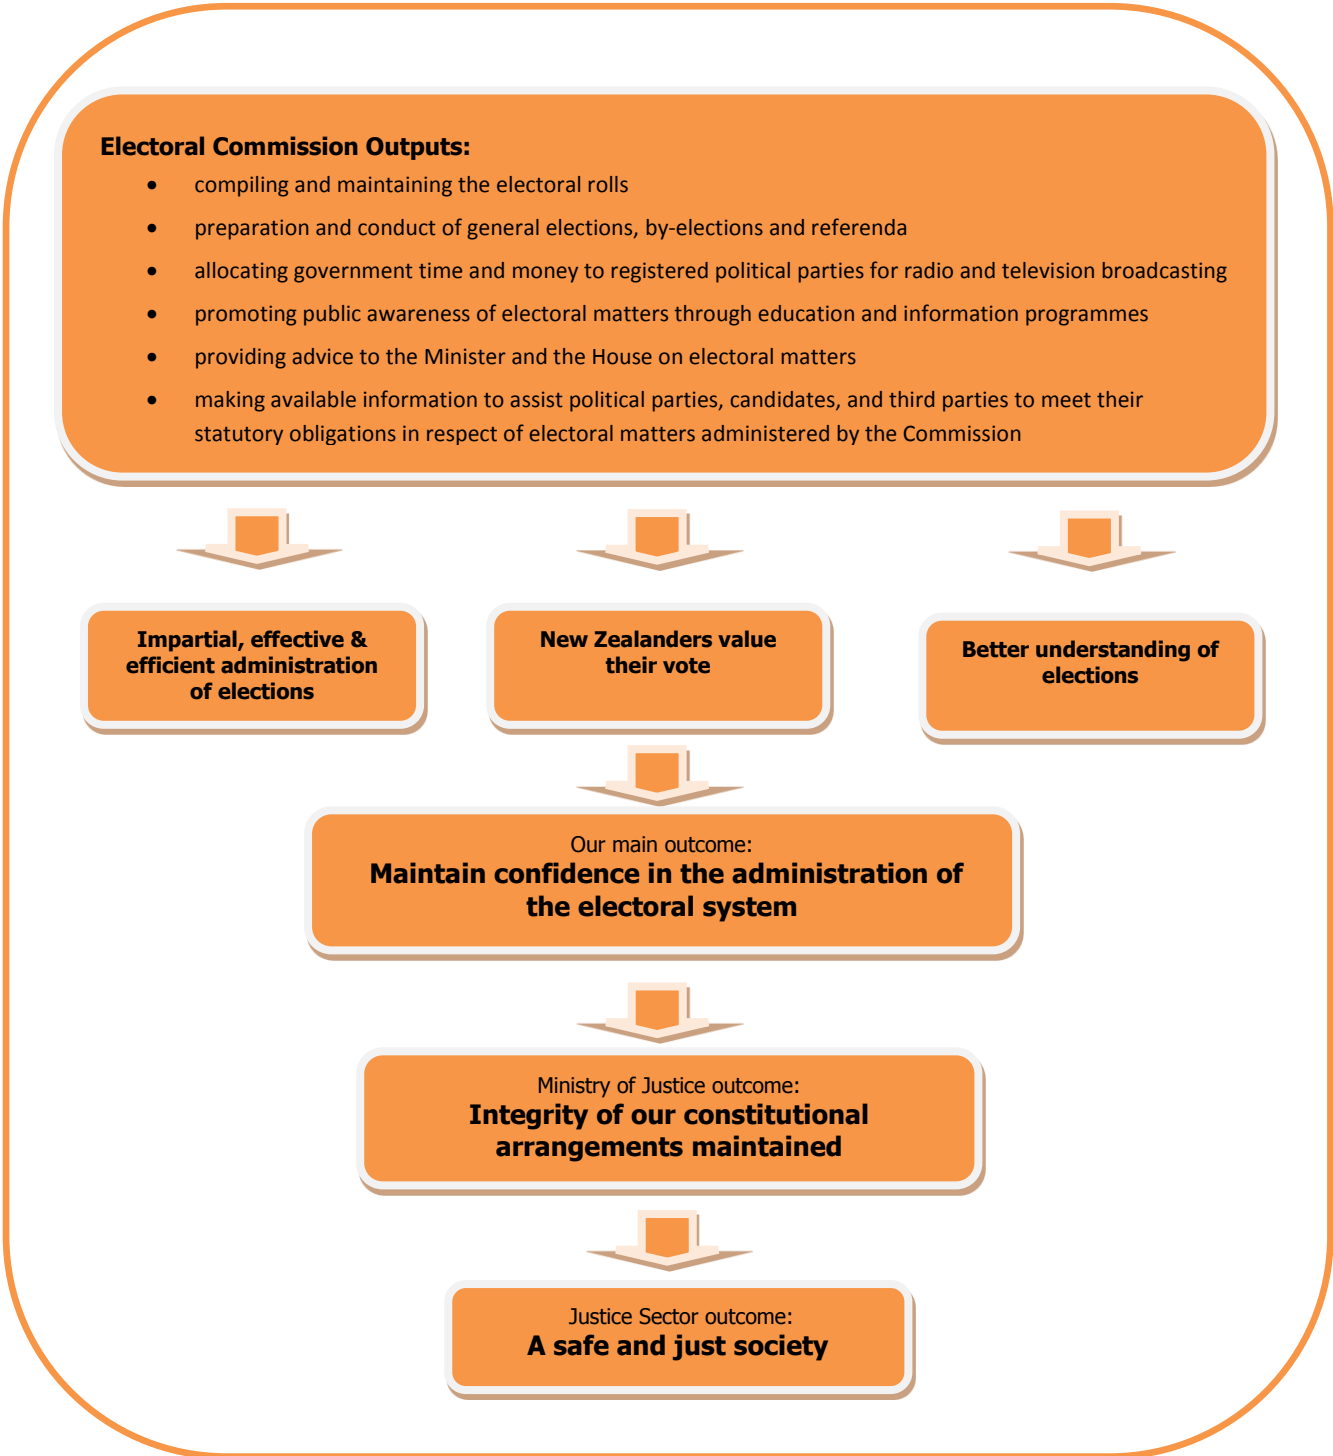 Electoral Commission Outputs:
• compiling and maintaining the electoral rolls
• preparation and conduct of general elections, by-elections and referenda
• allocating government time and money to registered political parties for radio and television broadcasting
• promoting public awareness of electoral matters through education and information programmes
• providing advice to the Minister and the House on electoral matters
• making available information to assist political parties, candidates, and third parties to meet their
statutory obligations in respect of electoral matters administered by the Commission
Impartial, effective &
efficient administration
of elections
New Zealanders value
their vote
Better understanding of
elections
Our main outcome:
Maintain confidence in the administration of
the electoral system
Ministry of Justice outcome:
Integrity of our constitutional
arrangements maintained
Justice Sector outcome:
A safe and just society